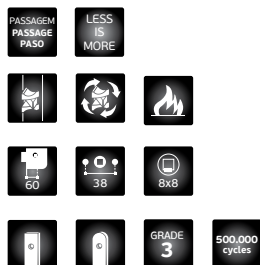 PASSAGEM
PASSAGE
PASO
LESS
IS
MORE
60
38
8x8
GRADE
3
500.000
cycles